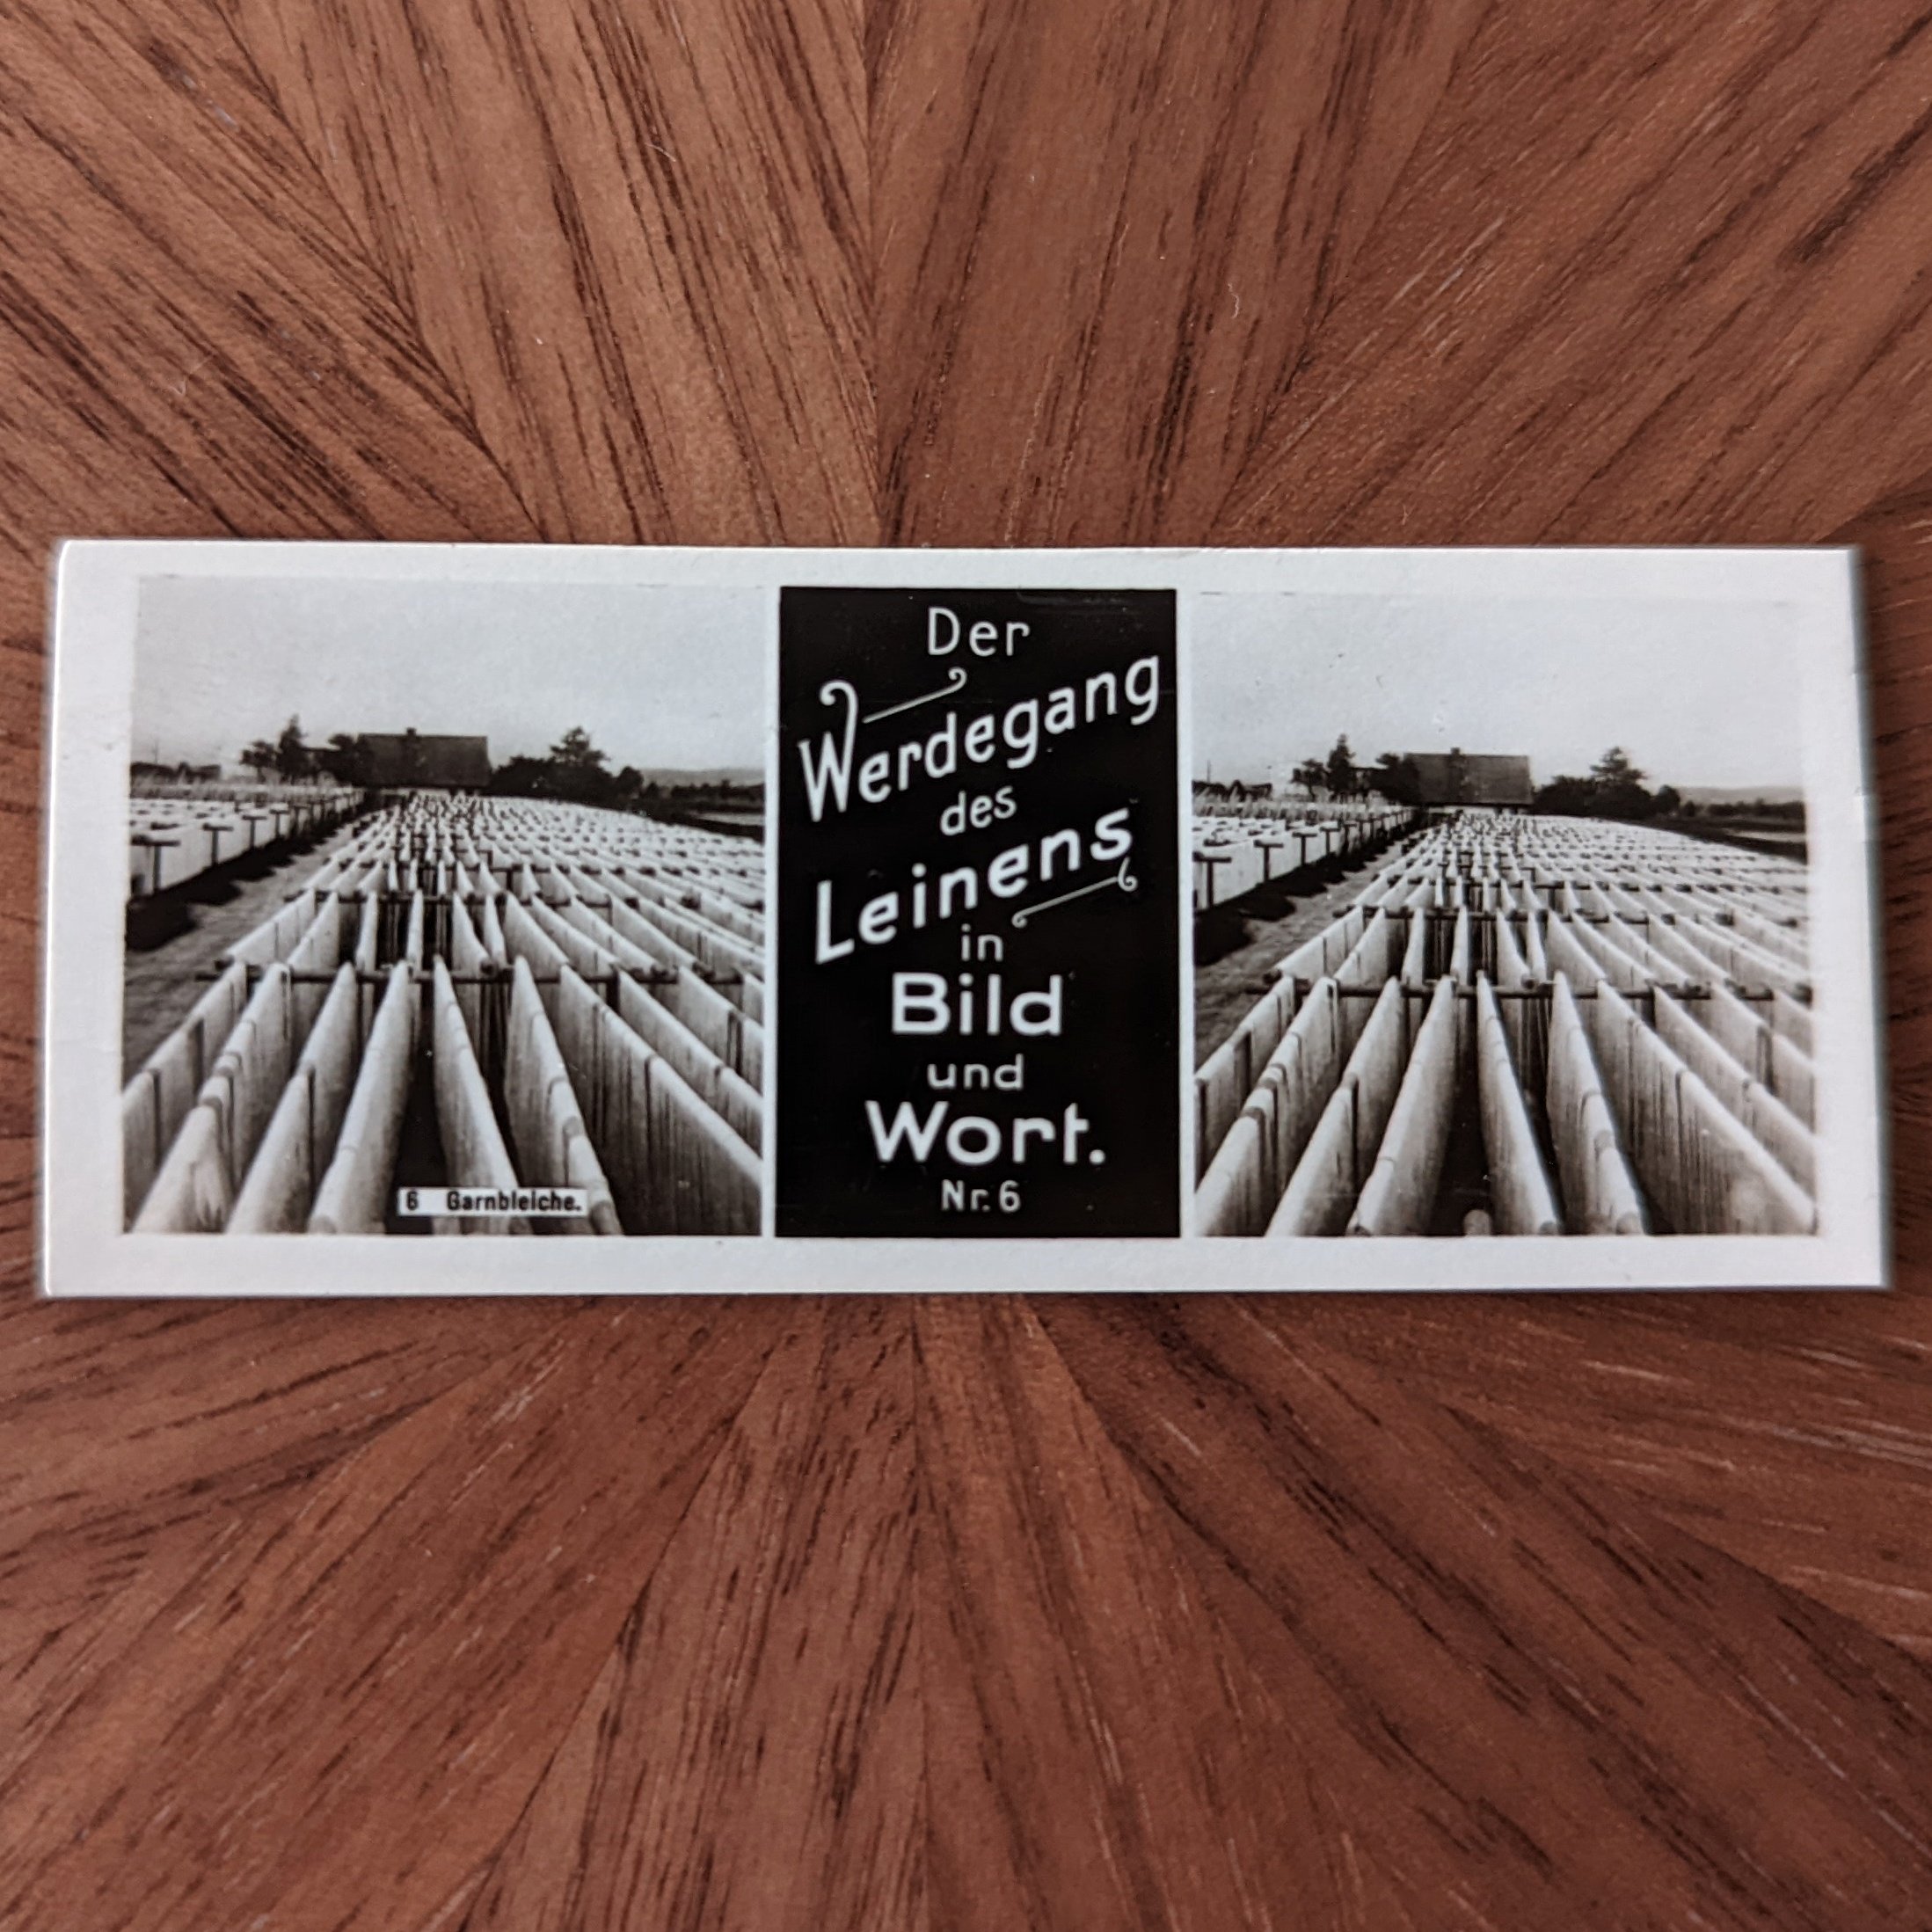 Der
Werdegang
des
Leinens
in
Bild
und
Wort.
Nr. 6
6 Garnbleiche.